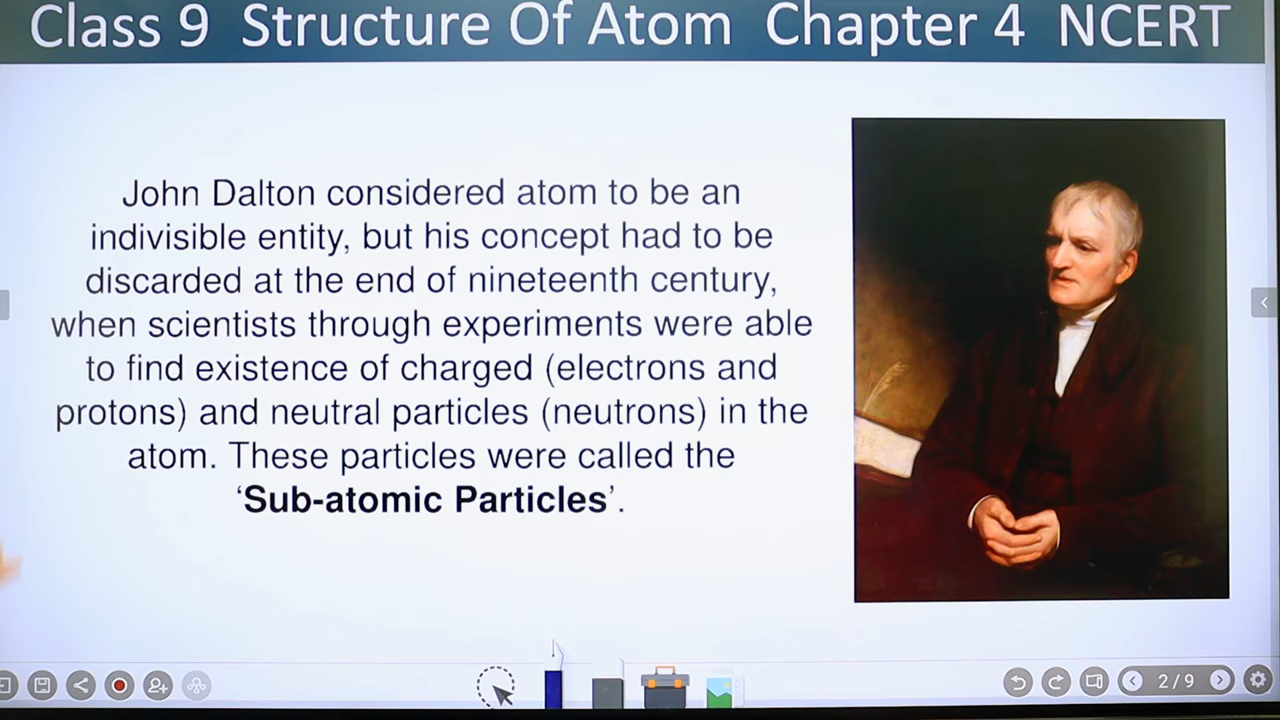 Class 9 Structure Of Atom Chapter 4 NCERT
John Dalton considered atom to be an
indivisible entity, but his concept had to be
discarded at the end of nineteenth century,
when scientists through experiments were able
to find existence of charged (electrons and
protons) and neutral particles (neutrons) in the
atom. These particles were called the
‘Sub-atomic Particles’.
2/9